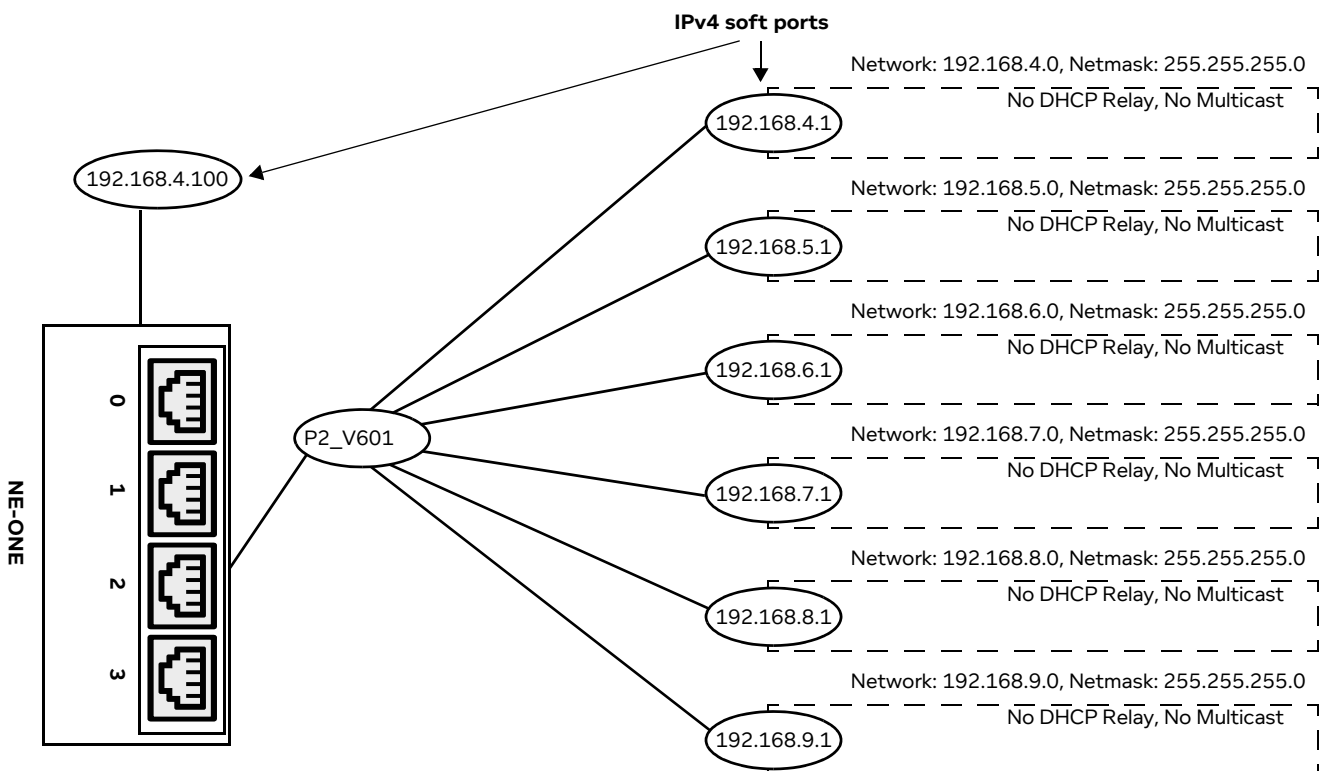 IPv4 soft ports
Network: 192.168.4.0, Netmask: 255.255.255.0
No DHCP Relay, No Multicast
192.168.4.1
192.168.4.100
Network: 192.168.5.0, Netmask: 255.255.255.0
No DHCP Relay, No Multicast
192.168.5.1
Network: 192.168.6.0, Netmask: 255.255.255.0
No DHCP Relay, No Multicast
192.168.6.1
0
P2_V601
Network: 192.168.7.0, Netmask: 255.255.255.0
No DHCP Relay, No Multicast
192.168.7.1
1
NE-ONE
Network: 192.168.8.0, Netmask: 255.255.255.0
No DHCP Relay, No Multicast
2
192.168.8.1
3
Network: 192.168.9.0, Netmask: 255.255.255.0
No DHCP Relay, No Multicast
192.168.9.1